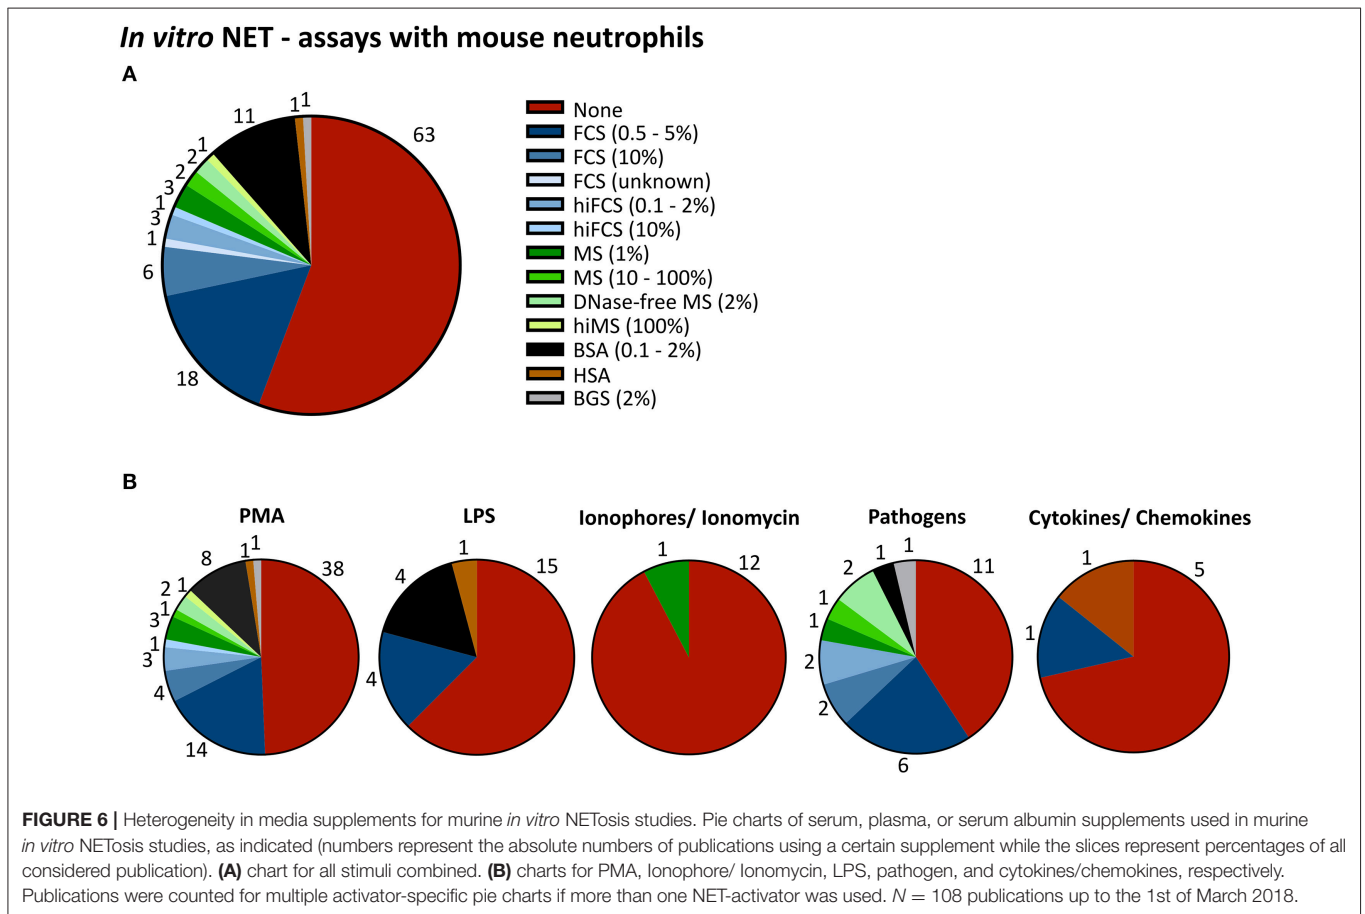 In vitro NET - assays with mouse neutrophils
A
63
18
6
1
3
1
3
2
2
1
11
1
1
None
FCS (0.5 - 5%)
FCS (10%)
FCS (unknown)
hiFCS (0.1 - 2%)
hiFCS (10%)
MS (1%)
MS (10 - 100%)
DNase-free MS (2%)
hiMS (100%)
BSA (0.1 - 2%)
HSA
BGS (2%)
B
PMA
38
14
4
3
1
3
1
2
1
8
1
1
LPS
15
4
4
1
Ionophores/ Ionomycin
12
1
Pathogens
11
6
2
2
1
1
2
1
1
Cytokines/ Chemokines
5
1
1
FIGURE 6 | Heterogeneity in media supplements for murine in vitro NETosis studies. Pie charts of serum, plasma, or serum albumin supplements used in murine
in vitro NETosis studies, as indicated (numbers represent the absolute numbers of publications using a certain supplement while the slices represent percentages of all
considered publication). (A) chart for all stimuli combined. (B) charts for PMA, Ionophore/ Ionomycin, LPS, pathogen, and cytokines/chemokines, respectively.
Publications were counted for multiple activator-specific pie charts if more than one NET-activator was used. N = 108 publications up to the 1st of March 2018.